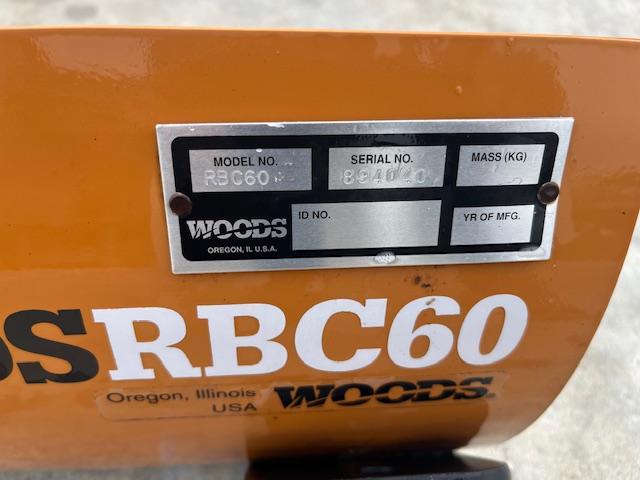 MODEL NO.
RBC60
SERIAL NO.
MASS (KG)
WOODS
OREGON, IL U.S.A.
ID NO.
YR OF MFG.
DS RBC60
Oregon, Illinois
USA
WOODS